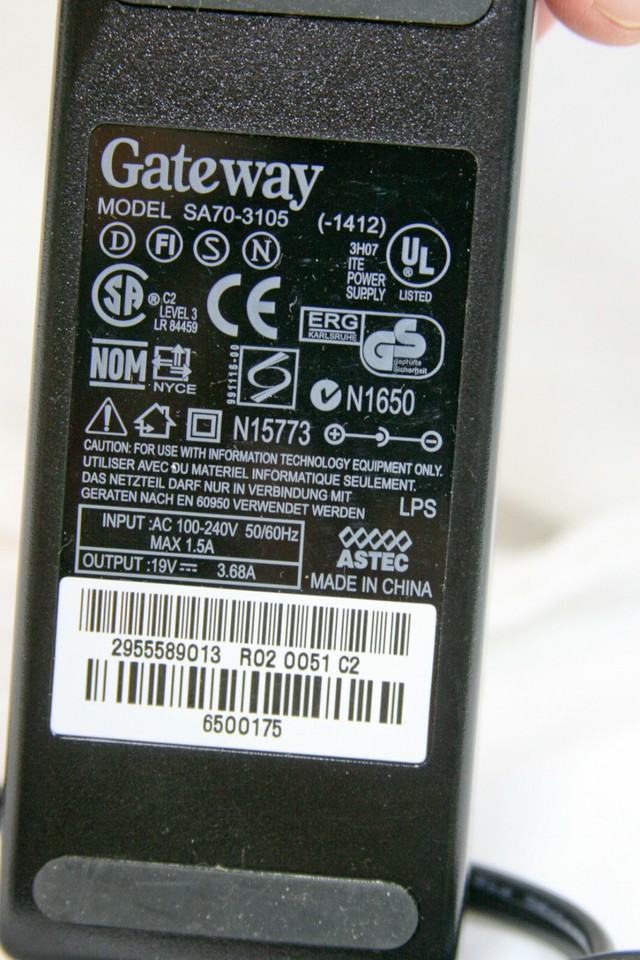 Gateway
MODEL SA70-3105 (-1412)
D FI S N
3H07
ITE
POWER
SUPPLY
UL
®
LISTED
SA ®
C2
LEVEL 3
LR 84459
CE
ERG
KARLSRUHE
GS
geprüfte
Sicherheit
NOM
NYCE
991116-00
N1650
N15773
CAUTION: FOR USE WITH INFORMATION TECHNOLOGY EQUIPMENT ONLY.
UTILISER AVEC DU MATERIEL INFORMATIQUE SEULEMENT.
DAS NETZTEIL DARF NUR IN VERBINDUNG MIT
GERATEN NACH EN 60950 VERWENDET WERDEN
LPS
INPUT :AC 100-240V 50/60Hz
MAX 1.5A
OUTPUT :19V 3.68A
ASTEC
MADE IN CHINA
2955589013 R02 0051 C2
6500175